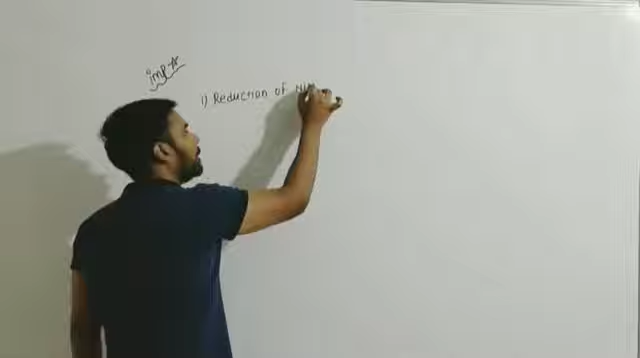 imp ☆
1) Reduction of